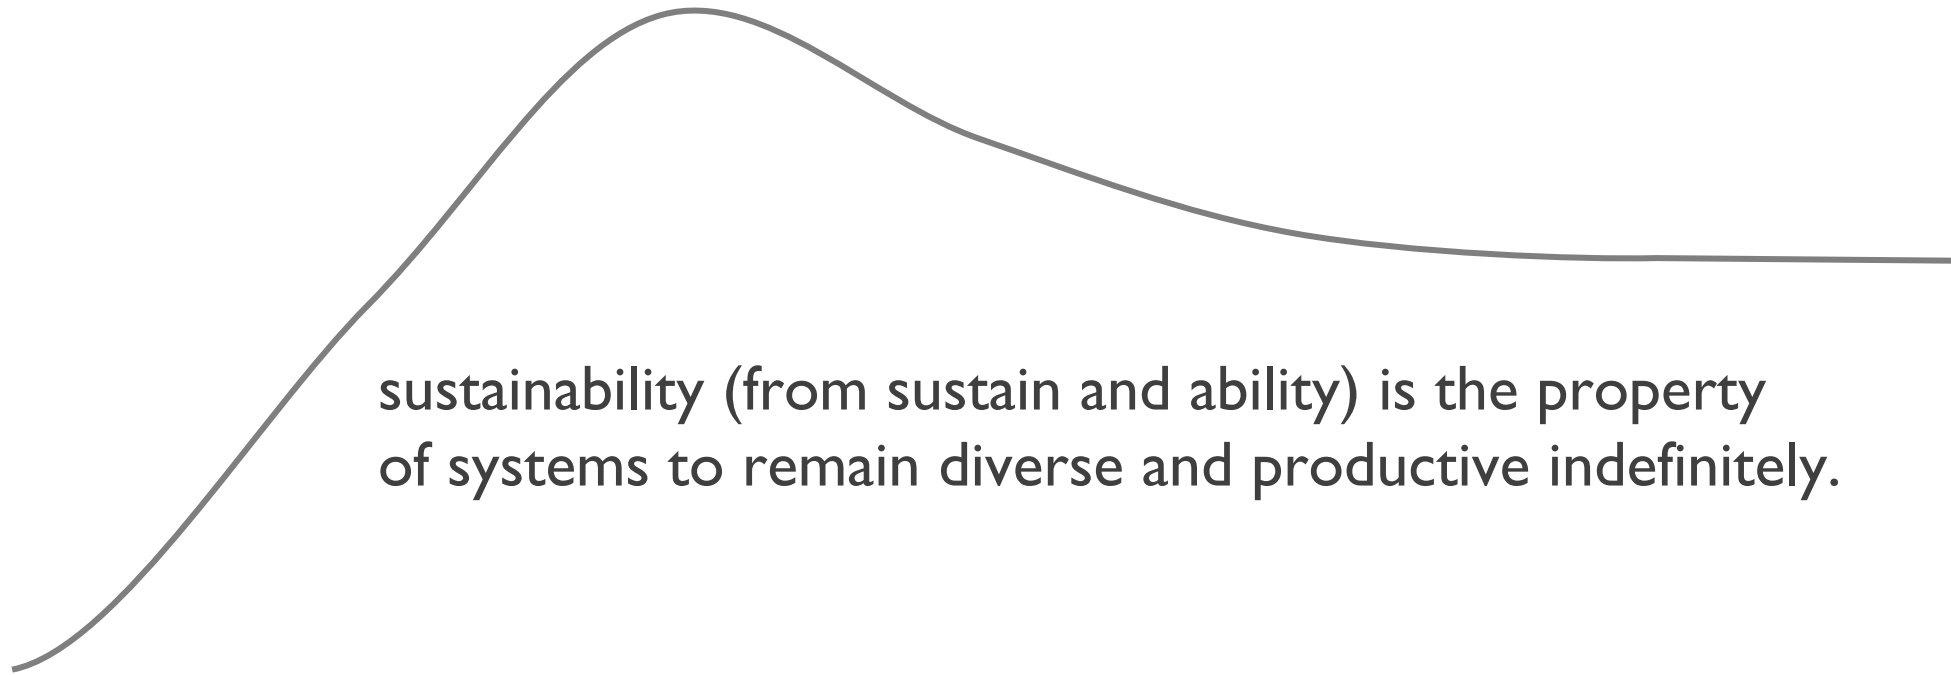 sustainability (from sustain and ability) is the property
of systems to remain diverse and productive indefinitely.